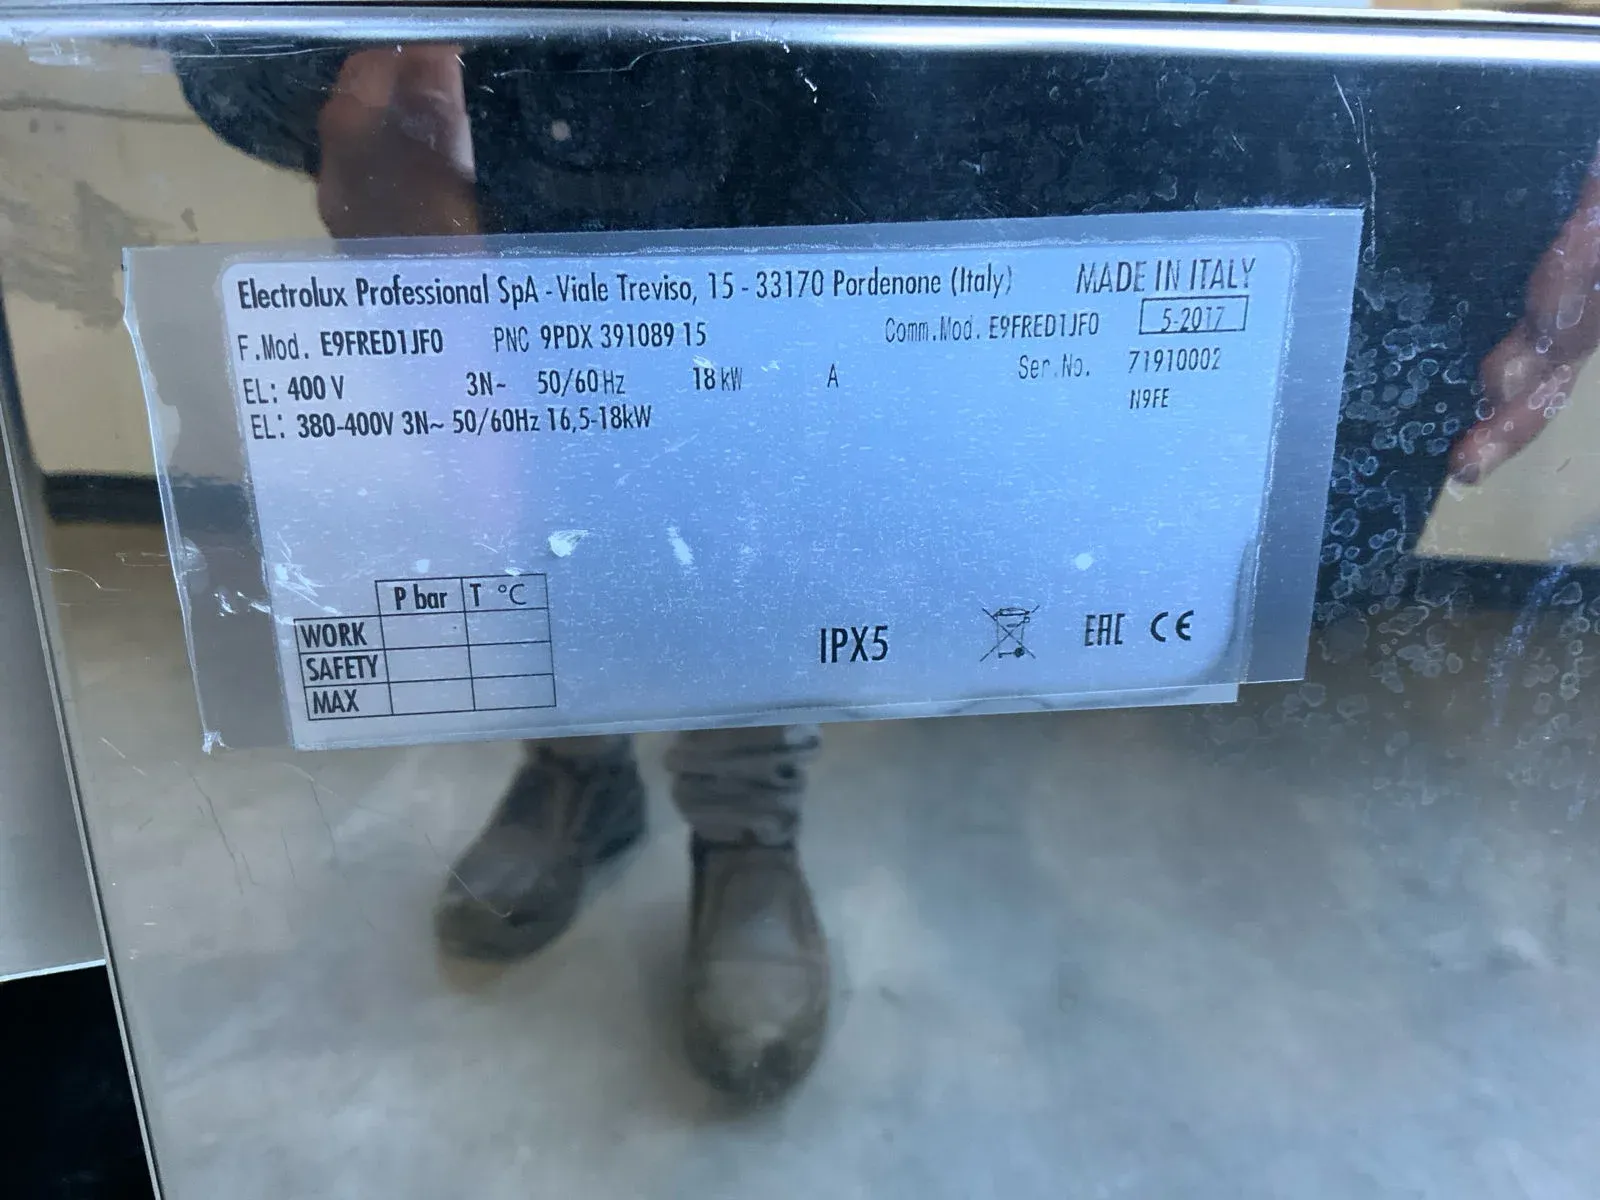 Electrolux Professional SpA - Viale Treviso, 15 - 33170 Pordenone (Italy) MADE IN ITALY
F.Mod. E9FRED1JF0 PNC 9PDX 391089 15 Comm.Mod. E9FRED1JF0 5-2017
EL: 400 V 3N~ 50/60 Hz 18 kW A Ser.No. 71910002
EL: 380-400V 3N~ 50/60Hz 16,5-18kW N9FE
P bar T °C
WORK
SAFETY
MAX
IPX5 EAC CE